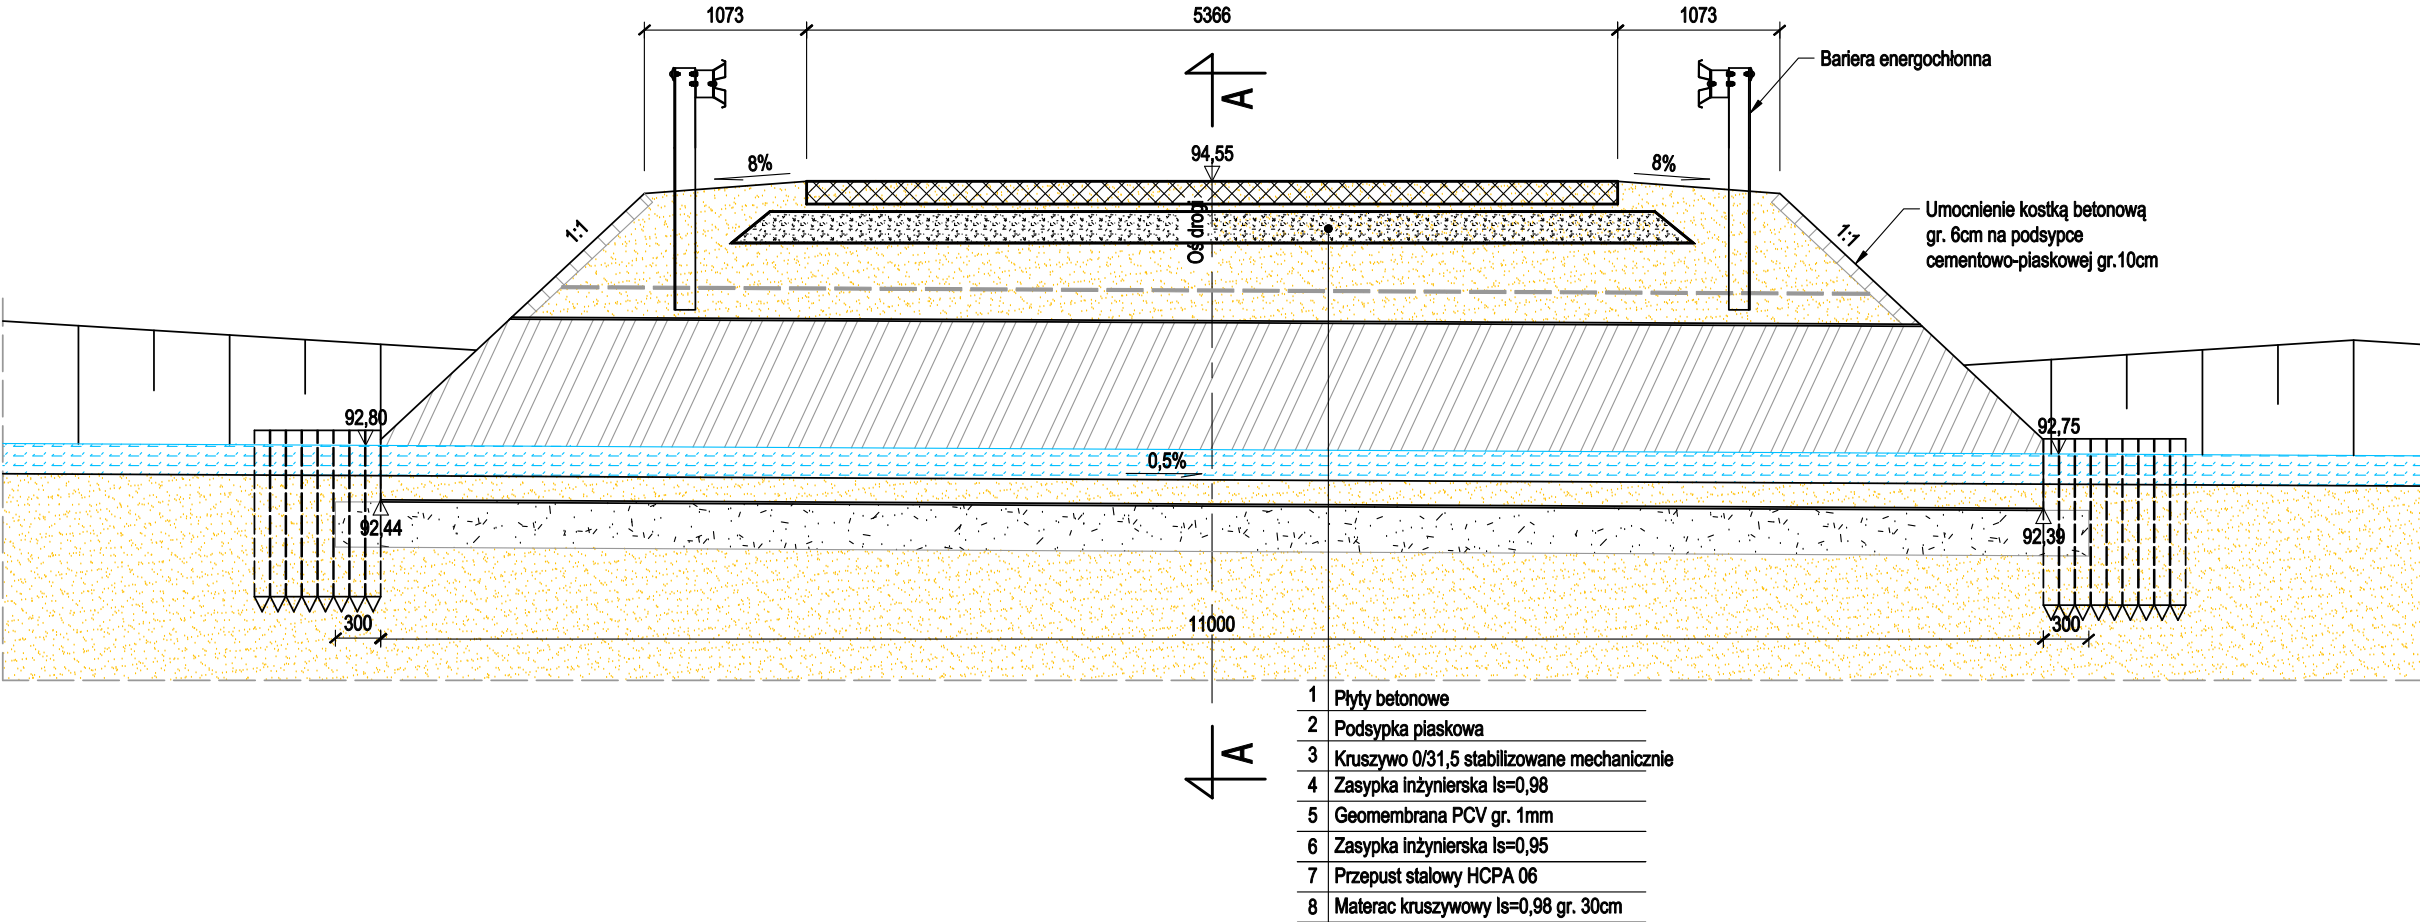 1073
5366
1073
Bariera energochłonna
A
94,55
8%
8%
1:1
Oś drogi
1:1
Umocnienie kostką betonową
gr. 6cm na podsypce
cementowo-piaskowej gr.10cm
92,80
92,75
0,5%
92,44
92,39
300
11000
300
A
1 Płyty betonowe
2 Podsypka piaskowa
3 Kruszywo 0/31,5 stabilizowane mechanicznie
4 Zasypka inżynierska Is=0,98
5 Geomembrana PCV gr. 1mm
6 Zasypka inżynierska Is=0,95
7 Przepust stalowy HCPA 06
8 Materac kruszywowy Is=0,98 gr. 30cm